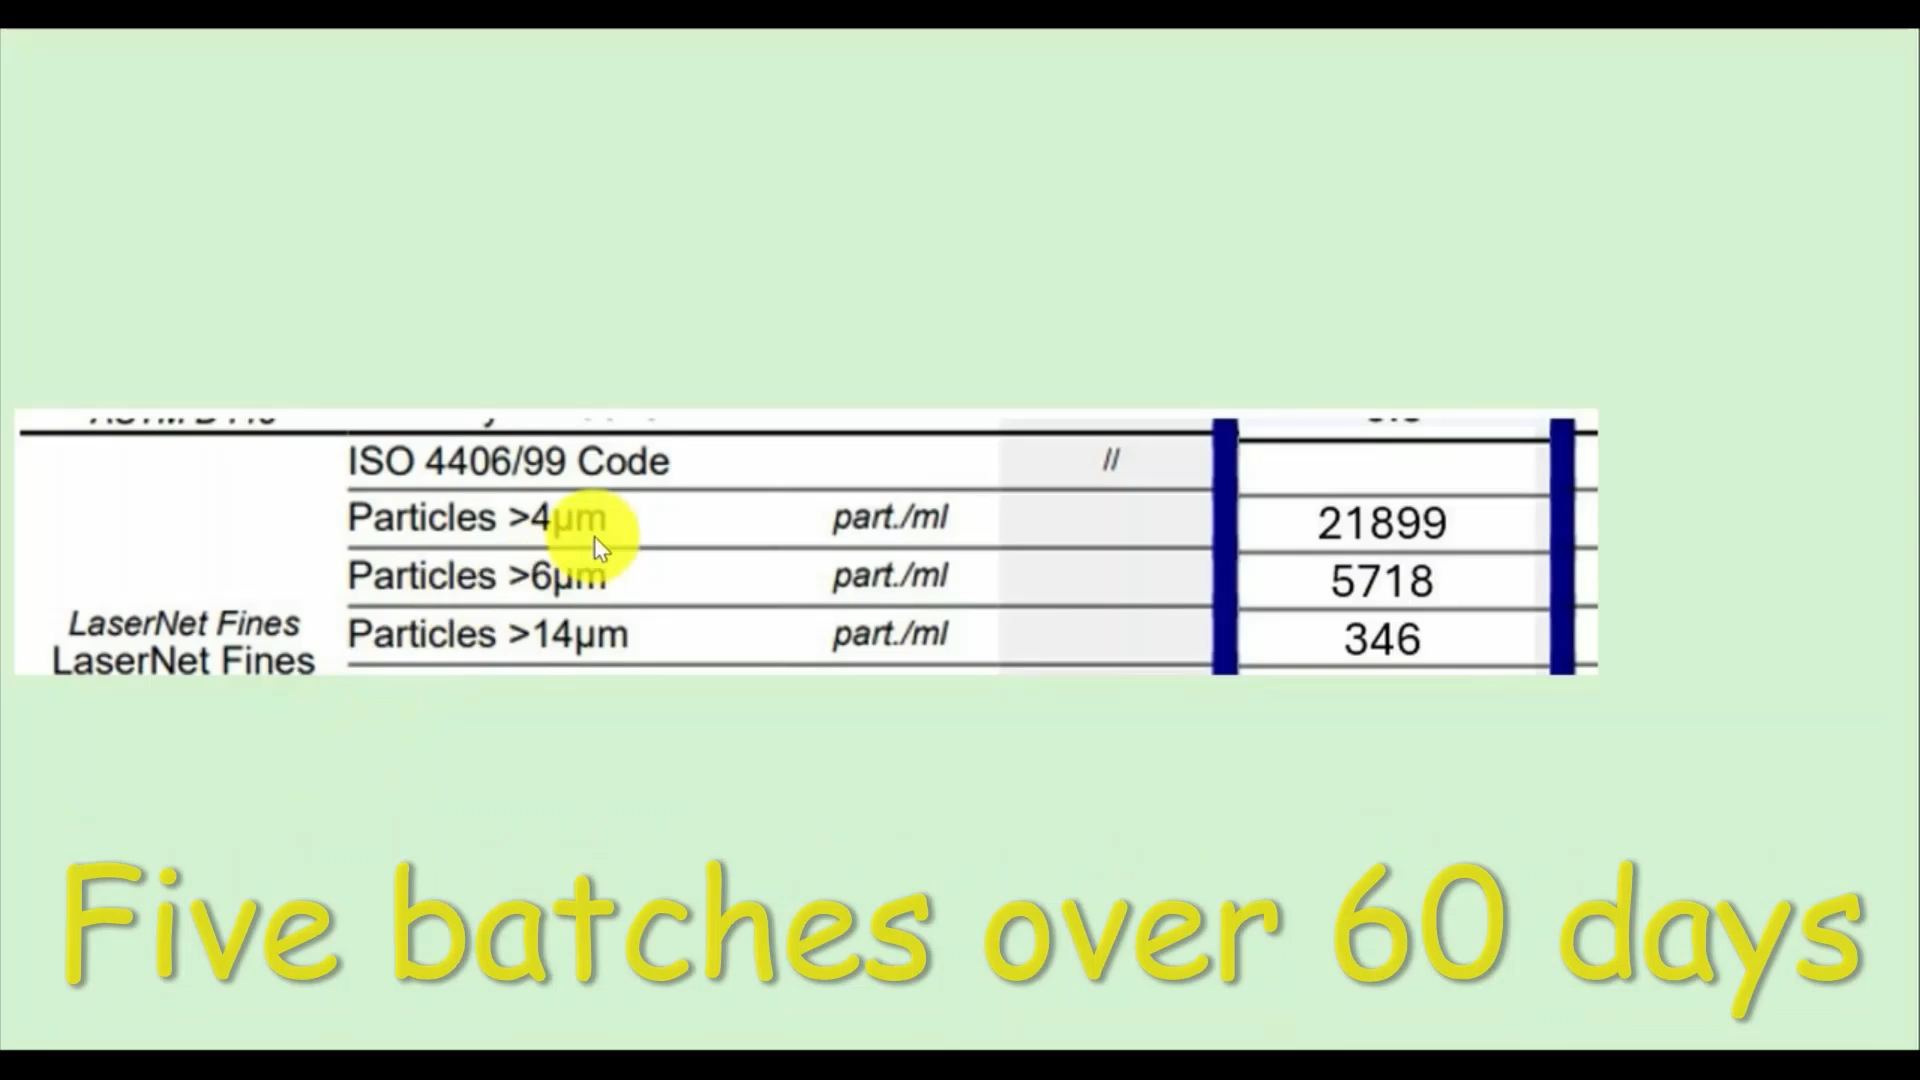 ISO 4406/99 Code //
Particles >4µm part./ml 21899
Particles >6µm part./ml 5718
LaserNet Fines Particles >14µm part./ml 346
LaserNet Fines
Five batches over 60 days